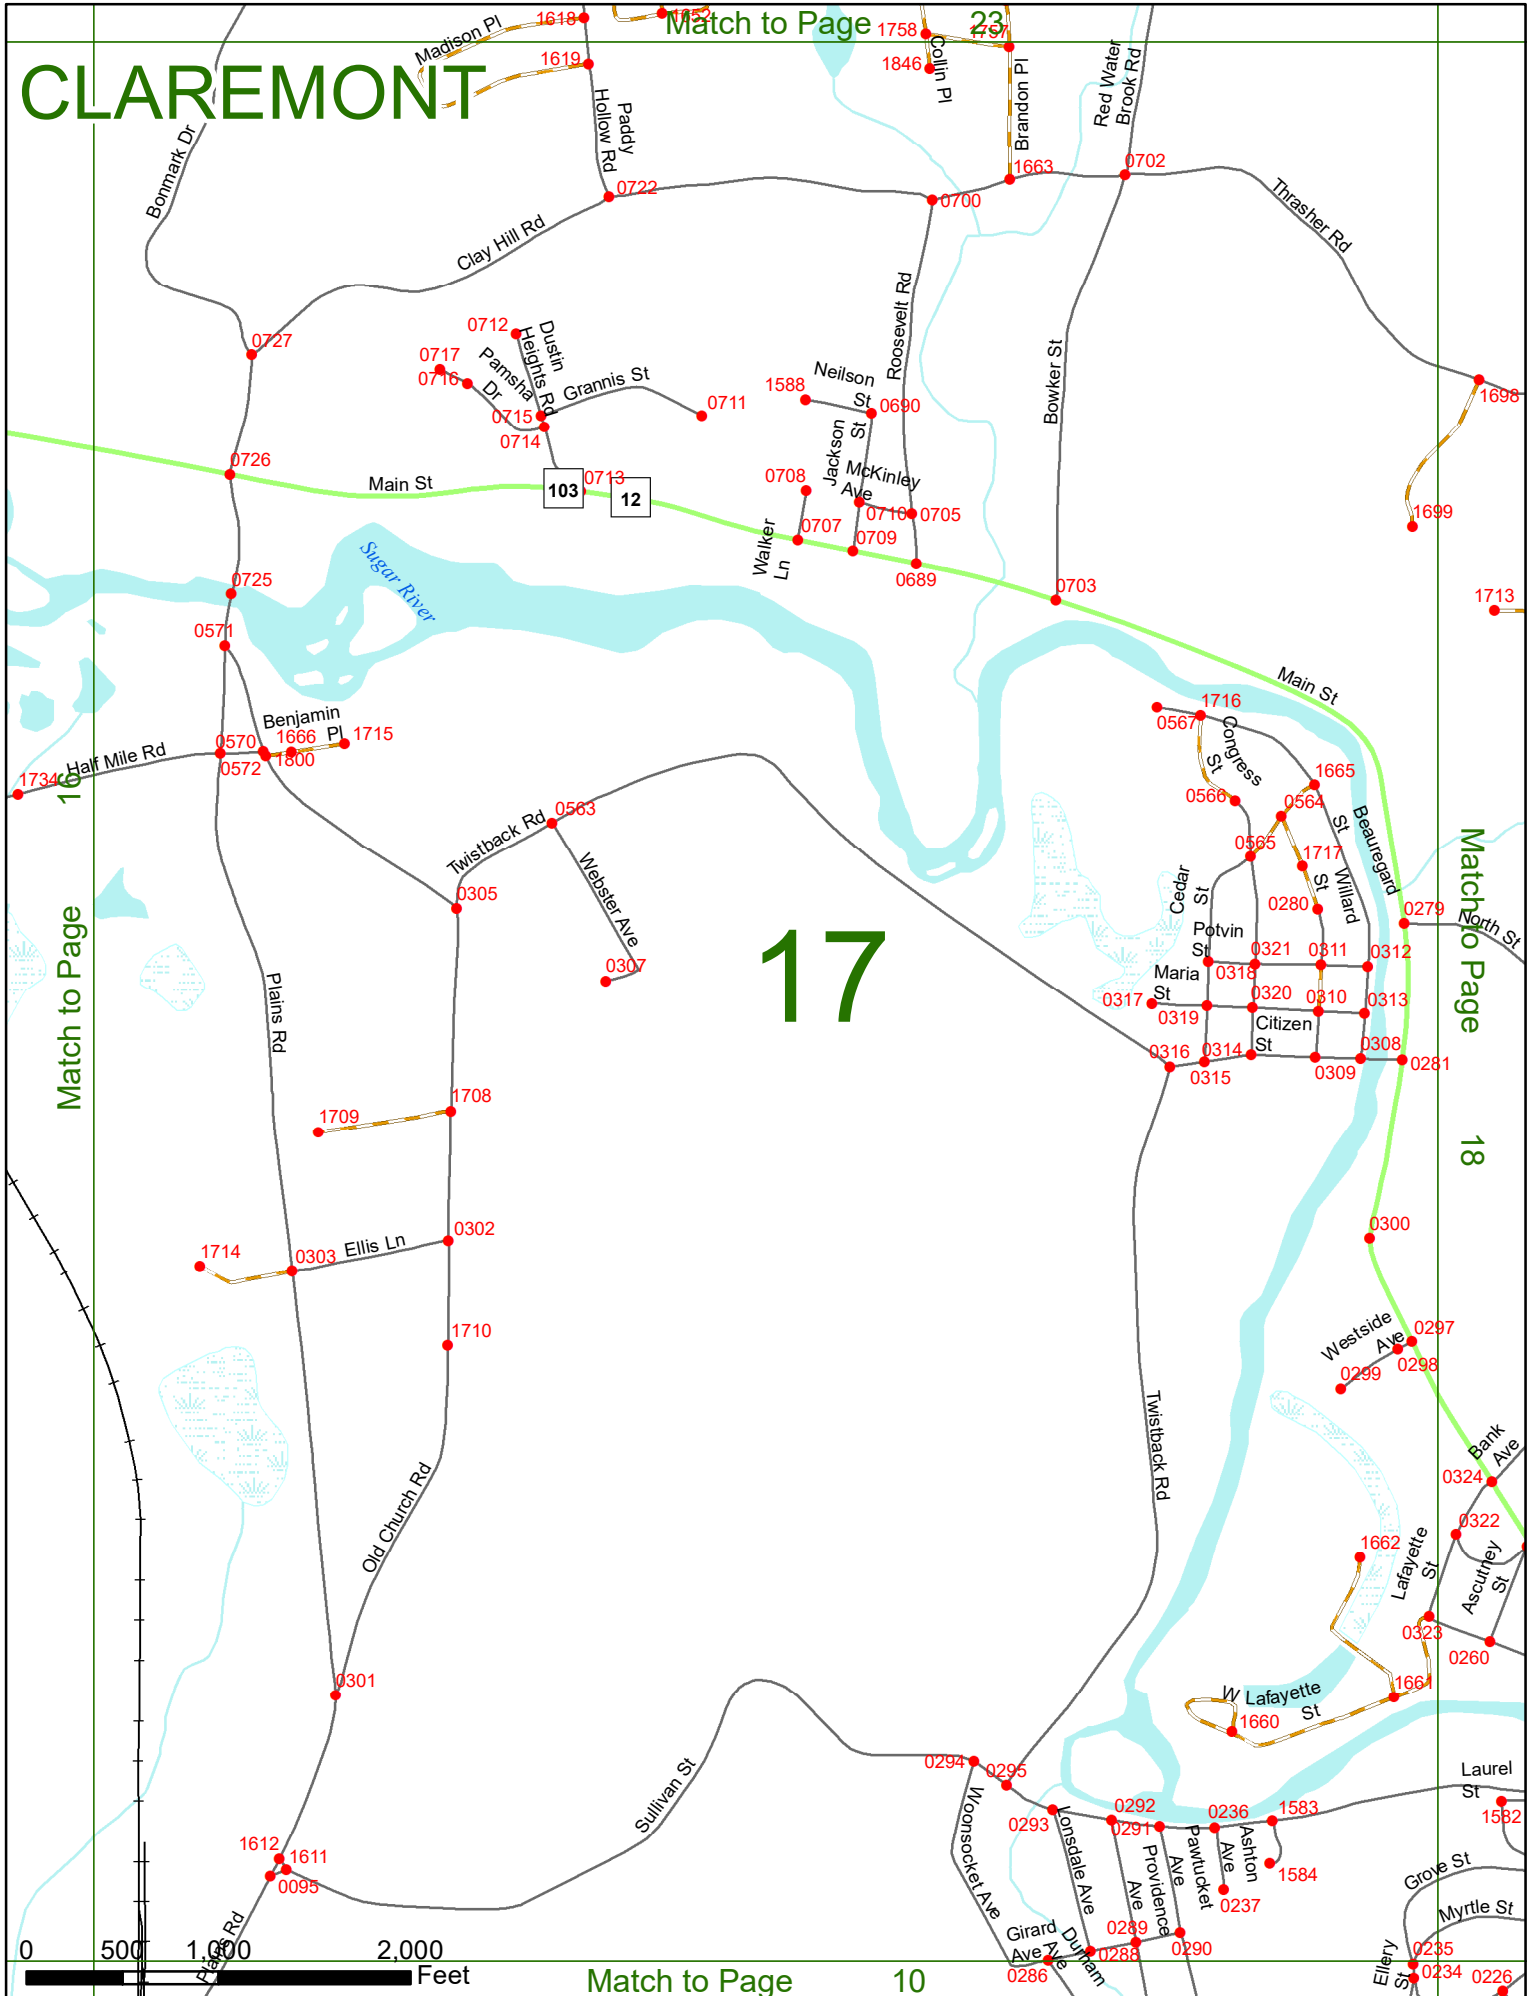 Match to Page 23
CLAREMONT
Madison Pl
1618
1652
1619
1758
1757
1846
Collin Pl
Brandon Pl
Red Water
Brook Rd
Paddy
Hollow Rd
Bonmark Dr
0722
1663
0702
0700
Thrasher Rd
Clay Hill Rd
0727
0712
Dustin
Heights Rd
0717
0716
Pamsha
Dr
Grannis St
0715
0714
0711
Roosevelt Rd
Neilson
St
1588
0690
Jackson
St
Bowker St
1698
0726
Main St
103
0713
12
0708
McKinley
Ave
0710
0705
1699
Walker
Ln
0707
0709
0689
Sugar River
0725
0703
1713
0571
Main St
Benjamin
Pl
1715
0570
1666
0572
1800
Half Mile Rd
1734
16
Match to Page
0567
1716
Congress
St
1665
0566
0564
Beauregard
St
0565
1717
Willard
St
0280
Cedar
St
0563
Twistback Rd
Webster Ave
0305
0307
17
0279
North St
Match to Page
18
Potvin
St
0321
0311
0312
0318
Maria
St
0317
0319
0320
0310
0313
Citizen
St
0316
0314
0315
0309
0308
0281
Plains Rd
1708
1709
0302
0303
Ellis Ln
1714
0300
1710
Westside
Ave
0297
0298
0299
Twistback Rd
Bank
Ave
0324
0322
Old Church Rd
1662
Lafayette
St
Ascutney
St
0323
0260
0301
1661
W Lafayette
St
1660
Sullivan St
0294
0295
Laurel
St
1582
0293
0292
0291
0236
1583
Woonsocket Ave
Lonsdale Ave
Providence
Ave
Pawtucket
Ave
Ashton
Ave
1584
0237
1612
1611
0095
Grove St
Myrtle St
Girard
Ave
Durham
Ave
0289
0288
0290
0286
Ellery
St
0235
0234
0226
Plains Rd
0 500 1,000 2,000
Feet
Match to Page 10